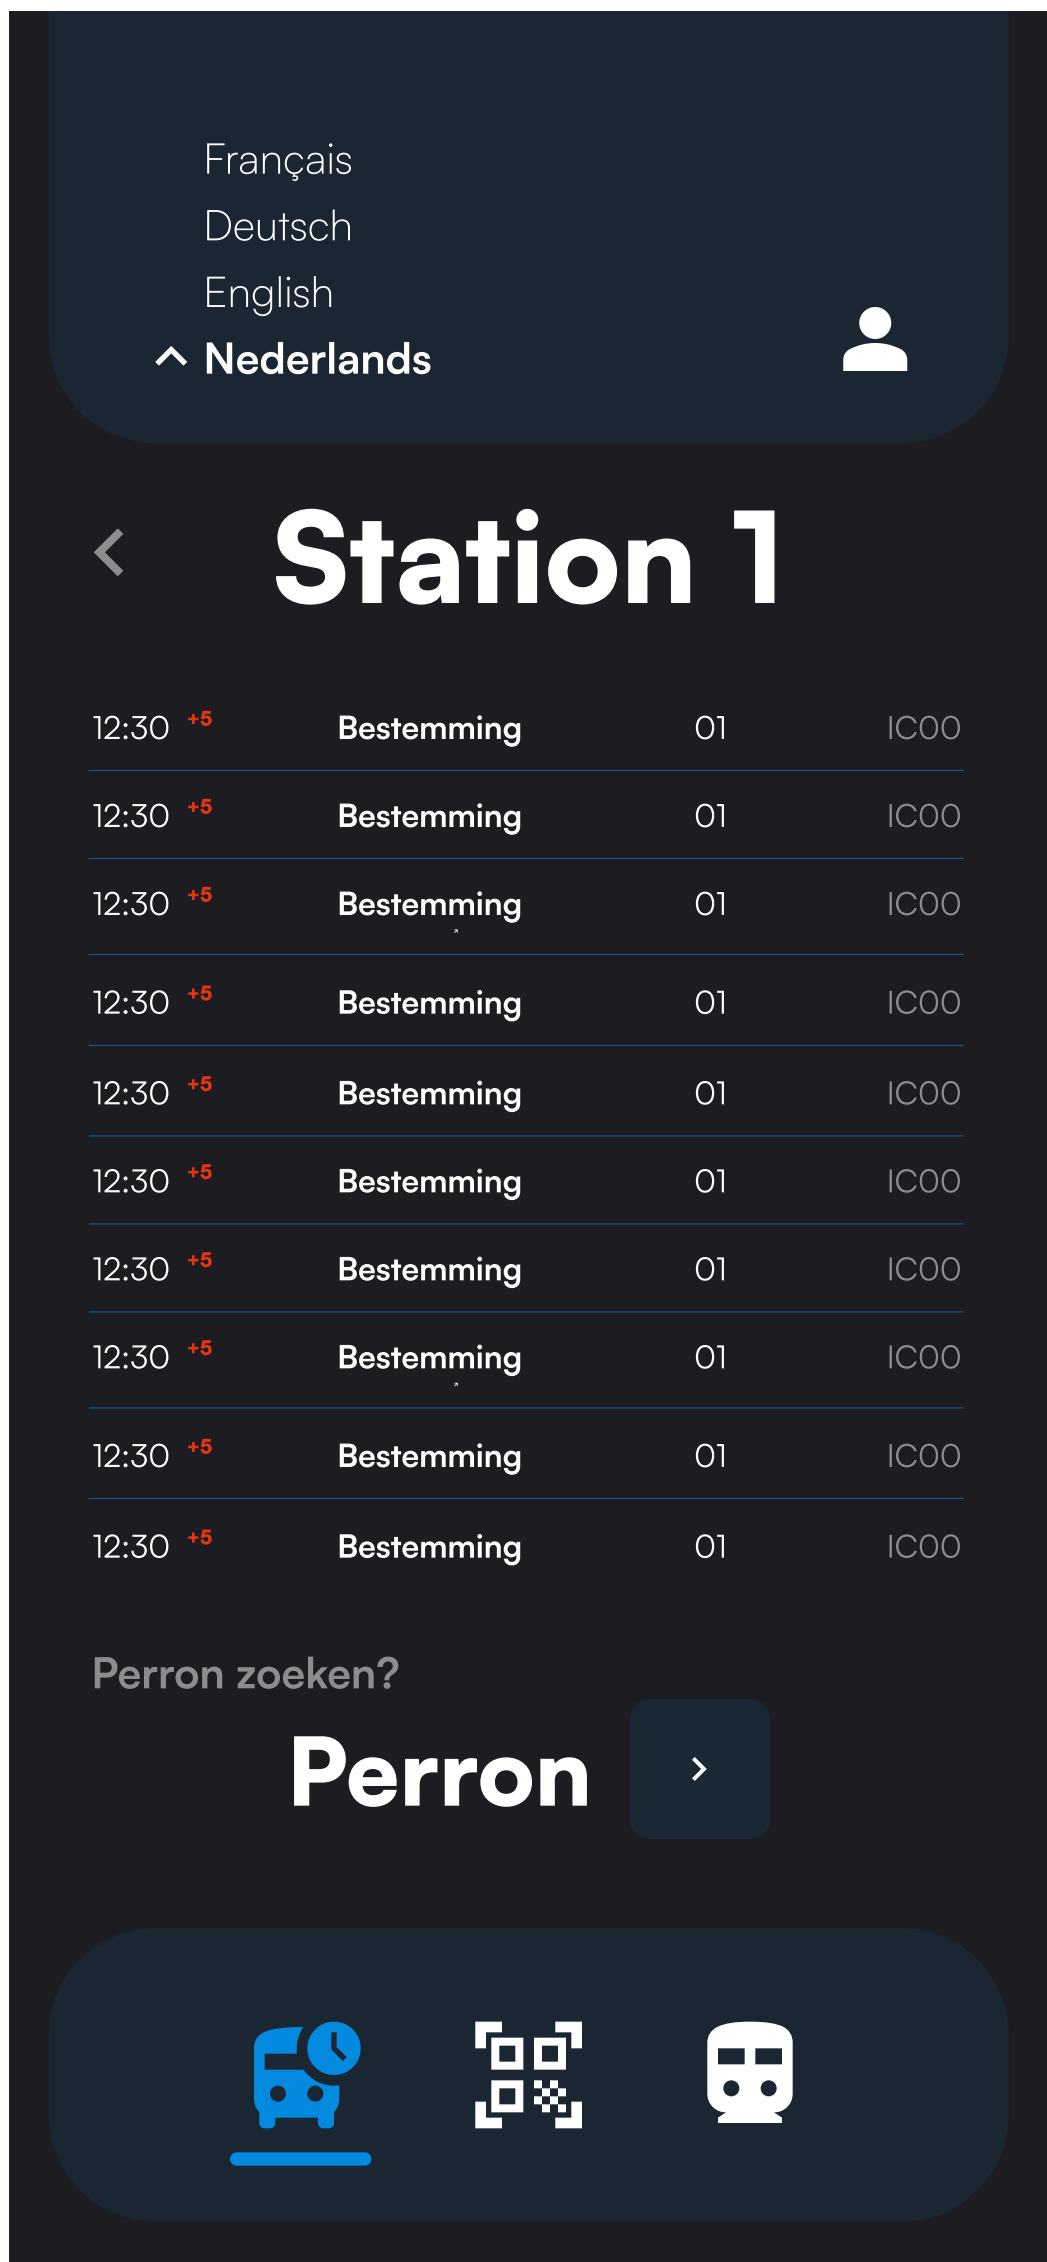 Français
Deutsch
English
Nederlands
Station 1
12:30 +5 Bestemming 01 IC00
12:30 +5 Bestemming 01 IC00
12:30 +5 Bestemming 01 IC00
12:30 +5 Bestemming 01 IC00
12:30 +5 Bestemming 01 IC00
12:30 +5 Bestemming 01 IC00
12:30 +5 Bestemming 01 IC00
12:30 +5 Bestemming 01 IC00
12:30 +5 Bestemming 01 IC00
12:30 +5 Bestemming 01 IC00
Perron zoeken?
Perron